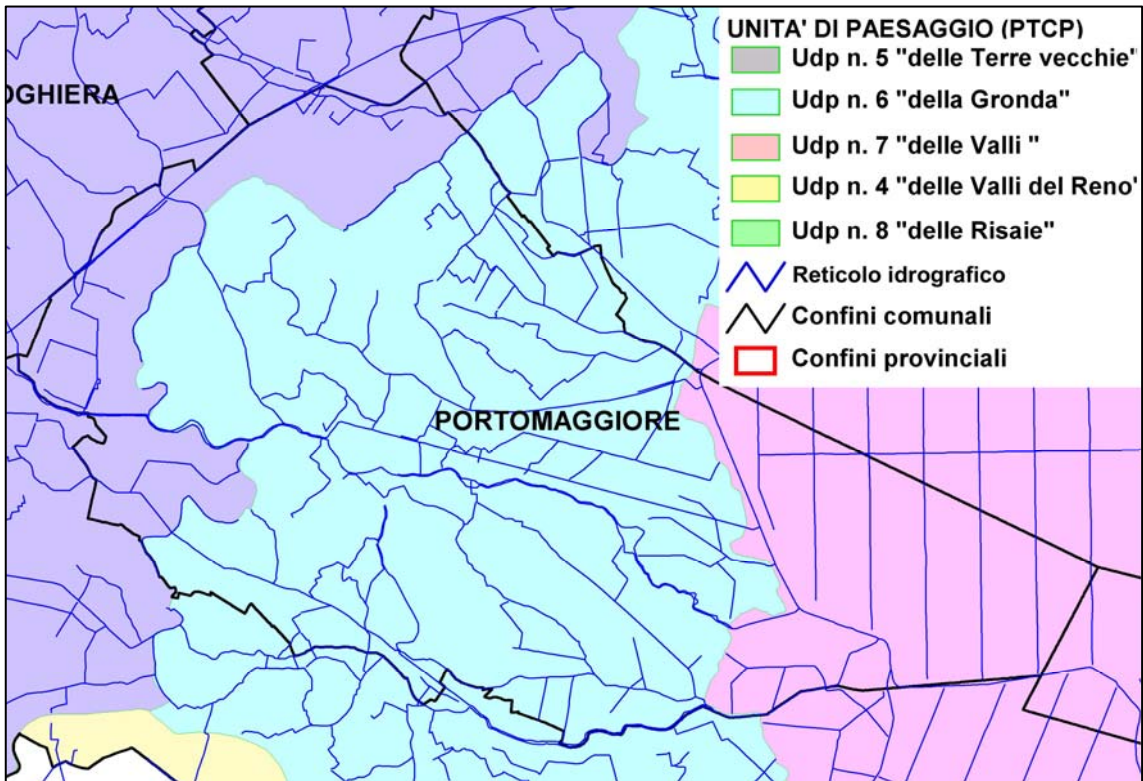 UNITA' DI PAESAGGIO (PTCP)
Udp n. 5 "delle Terre vecchie'
Udp n. 6 "della Gronda"
Udp n. 7 "delle Valli "
Udp n. 4 "delle Valli del Reno'
Udp n. 8 "delle Risaie"
Reticolo idrografico
Confini comunali
Confini provinciali
OGHIERA
PORTOMAGGIORE